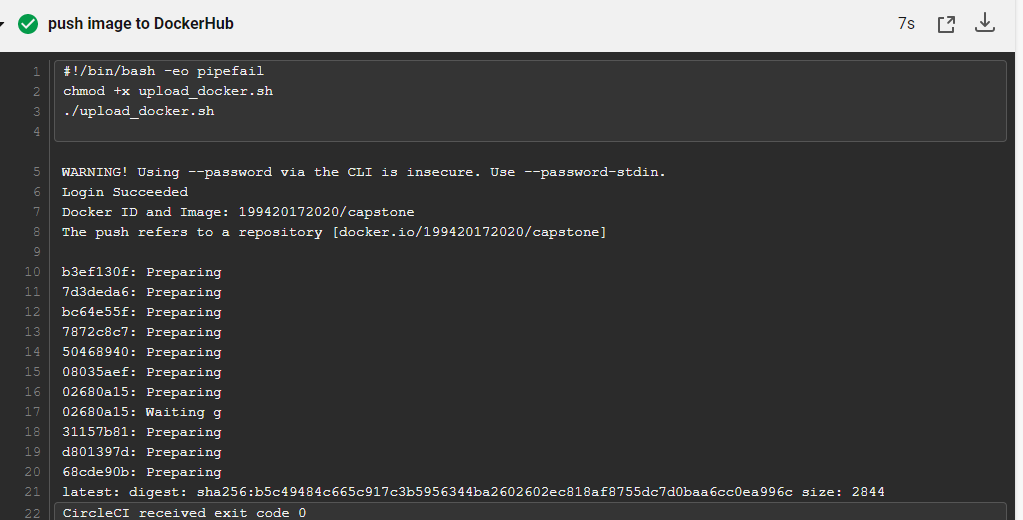 push image to DockerHub 7s
1 #!/bin/bash -eo pipefail
2 chmod +x upload_docker.sh
3 ./upload_docker.sh
4
5 WARNING! Using --password via the CLI is insecure. Use --password-stdin.
6 Login Succeeded
7 Docker ID and Image: 199420172020/capstone
8 The push refers to a repository [docker.io/199420172020/capstone]
9
10 b3ef130f: Preparing
11 7d3deda6: Preparing
12 bc64e55f: Preparing
13 7872c8c7: Preparing
14 50468940: Preparing
15 08035aef: Preparing
16 02680a15: Preparing
17 02680a15: Waiting g
18 31157b81: Preparing
19 d801397d: Preparing
20 68cde90b: Preparing
21 latest: digest: sha256:b5c49484c665c917c3b5956344ba2602602ec818af8755dc7d0baa6cc0ea996c size: 2844
22 CircleCI received exit code 0